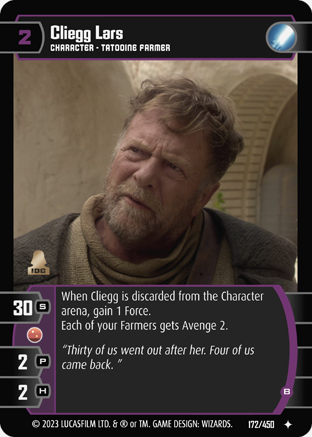 2
Cliegg Lars
CHARACTER - TATOOINE FARMER
100
30 S
2 P
2 H
When Cliegg is discarded from the Character
arena, gain 1 Force.
Each of your Farmers gets Avenge 2.
“Thirty of us went out after her. Four of us
came back. ”
B
© 2023 LUCASFILM LTD. & ® or TM. GAME DESIGN: WIZARDS. 172/450